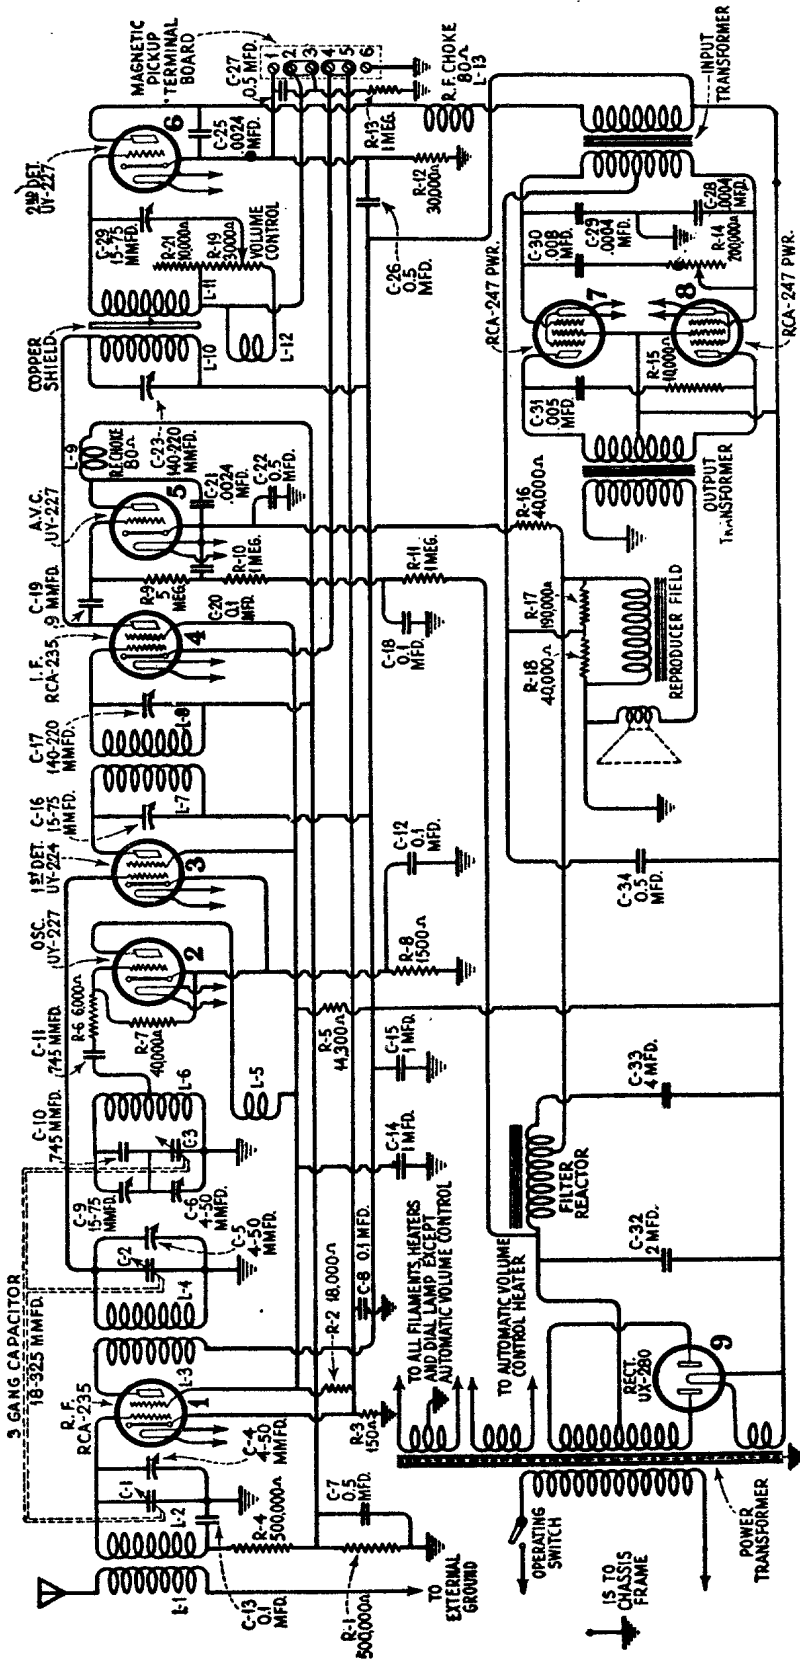 3 GANG CAPACITOR
18-325 MMFD.
R.F.
RCA-235
1
C-1
C-4
4-50
MMFD.
L-1
L-2
L-3
L-4
C-2
C-5
4-50
MMFD.
C-13
0.1
MFD.
R-4
500,000Ω
R-1
500,000Ω
C-7
0.5
MFD.
R-3
150Ω
R-2 18,000Ω
C-8 0.1 MFD.
TO
EXTERNAL
GROUND
C-9
15-75
MMFD.
C-10
745 MMFD.
C-6
4-50
MMFD.
C-3
L-6
L-5
C-11
745 MMFD.
R-6 6,000Ω
R-7
40,000Ω
OSC.
UY-227
2
1ST DET.
UY-224
3
C-14
1 MFD.
C-15
1 MFD.
R-5
14,300Ω
R-8
1500Ω
C-12
0.1
MFD.
C-16
15-75
MMFD.
L-7
L-8
C-17
140-220
MMFD.
I.F.
RCA-235
4
C-19
9 MMFD.
A.V.C.
UY-227
5
R-9
5
MEG.
C-20
0.1
MFD.
R-10
1 MEG.
C-21
.0024
MFD.
C-22
0.5
MFD.
C-18
0.1
MFD.
R-11
1 MEG.
L-9
R.F. CHOKE
80Ω
C-23
140-220
MMFD.
COPPER
SHIELD
L-10
L-11
L-12
C-29
15-75
MMFD.
R-21
10,000Ω
R-19
3000Ω
VOLUME
CONTROL
2ND DET.
UY-227
6
C-25
.0024
MFD.
MAGNETIC
PICKUP
TERMINAL
BOARD
C-27
0.5 MFD.
1
2
3
4
5
6
R-13
1 MEG.
R-12
30,000Ω
C-26
0.5
MFD.
R.F. CHOKE
80Ω
L-13
INPUT
TRANSFORMER
C-30
.008
MFD.
C-29
.0004
MFD.
C-28
.0004
MFD.
R-14
200,000Ω
RCA-247 PWR.
7
8
RCA-247 PWR.
C-31
.005
MFD.
R-15
10,000Ω
OUTPUT
TRANSFORMER
R-16
40,000Ω
R-17
190,000Ω
R-18
40,000Ω
REPRODUCER FIELD
C-34
0.5
MFD.
C-33
4 MFD.
FILTER
REACTOR
C-32
2 MFD.
TO ALL FILAMENTS, HEATERS
AND DIAL LAMP EXCEPT
AUTOMATIC VOLUME CONTROL
TO AUTOMATIC VOLUME
CONTROL HEATER
RECT.
UX-280
9
OPERATING
SWITCH
POWER
TRANSFORMER
IS TO
CHASSIS
FRAME